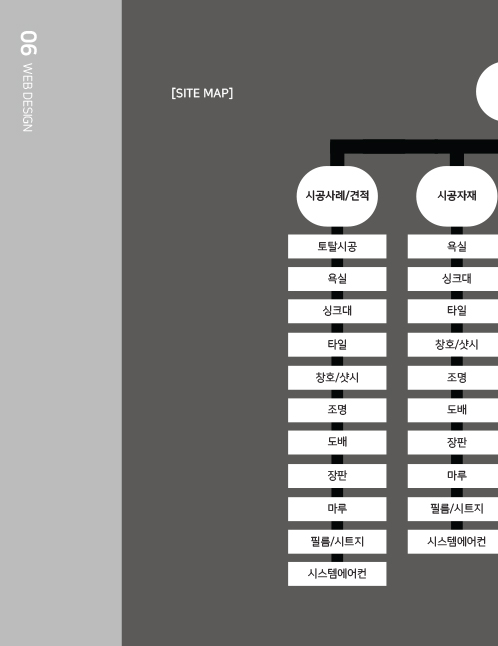 06 WEB DESIGN
[SITE MAP]
시공사례/견적
토탈시공
욕실
싱크대
타일
창호/샷시
조명
도배
장판
마루
필름/시트지
시스템에어컨
시공자재
욕실
싱크대
타일
창호/샷시
조명
도배
장판
마루
필름/시트지
시스템에어컨